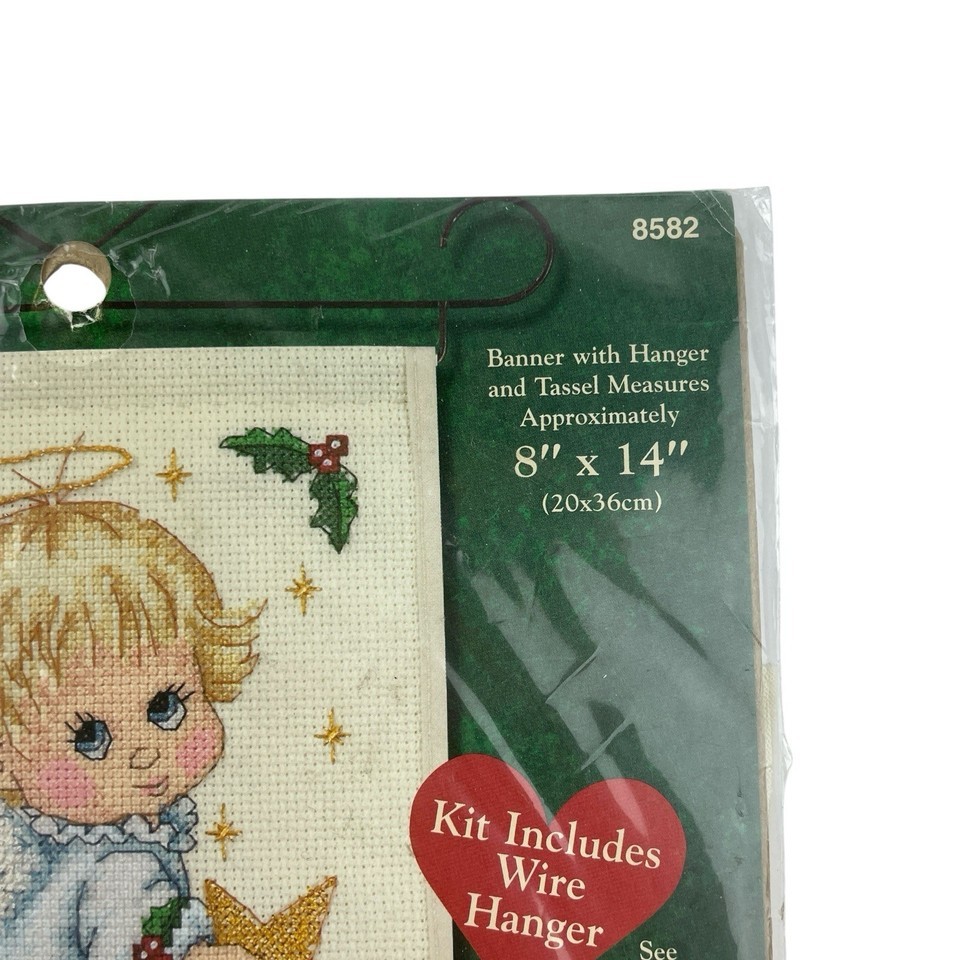 8582
Banner with Hanger
and Tassel Measures
Approximately
8" x 14"
(20x36cm)
Kit Includes
Wire
Hanger
See